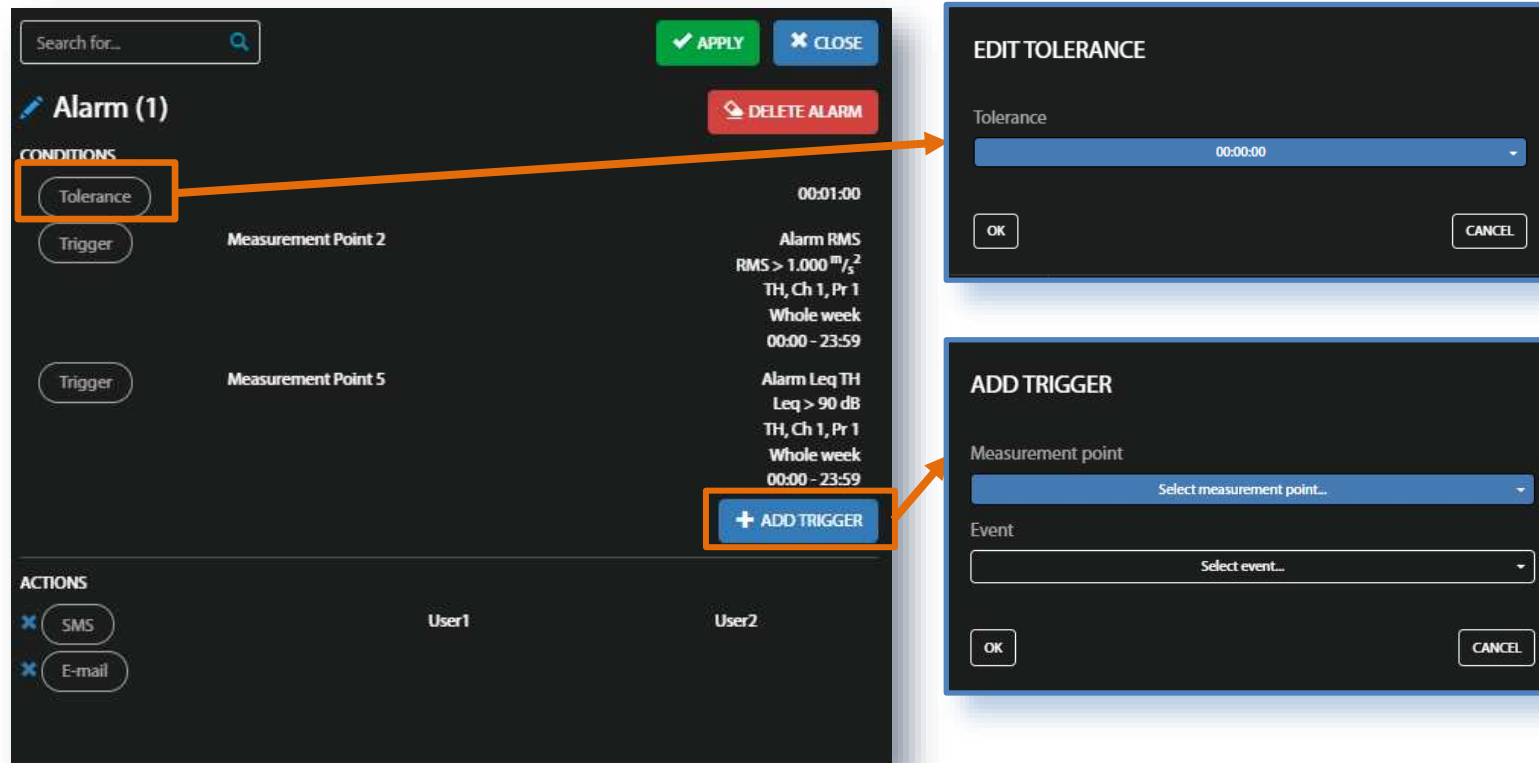 Search for...
APPLY
CLOSE
Alarm (1)
DELETE ALARM
CONDITIONS
Tolerance 00:01:00
Trigger Measurement Point 2 Alarm RMS
RMS > 1.000 m/s2
TH, Ch 1, Pr 1
Whole week
00:00 - 23:59
Trigger Measurement Point 5 Alarm Leq TH
Leq > 90 dB
TH, Ch 1, Pr 1
Whole week
00:00 - 23:59
ADD TRIGGER
ACTIONS
SMS User1 User2
E-mail
EDIT TOLERANCE
Tolerance
00:00:00
OK CANCEL
ADD TRIGGER
Measurement point
Select measurement point...
Event
Select event...
OK CANCEL